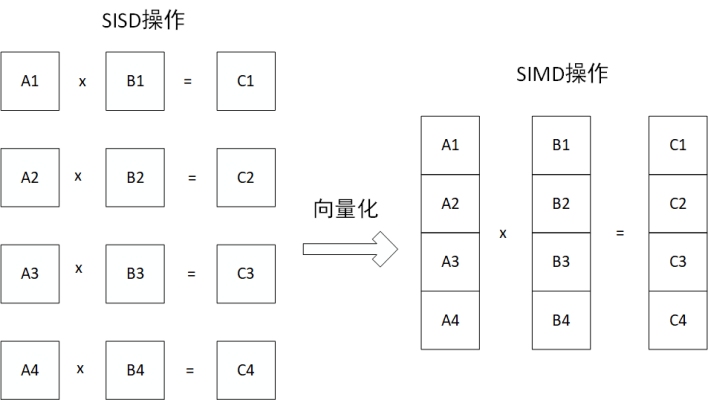 SISD操作
A1 x B1 = C1
A2 x B2 = C2
A3 x B3 = C3
A4 x B4 = C4
向量化
SIMD操作
A1 B1 C1
A2 B2 C2
x =
A3 B3 C3
A4 B4 C4